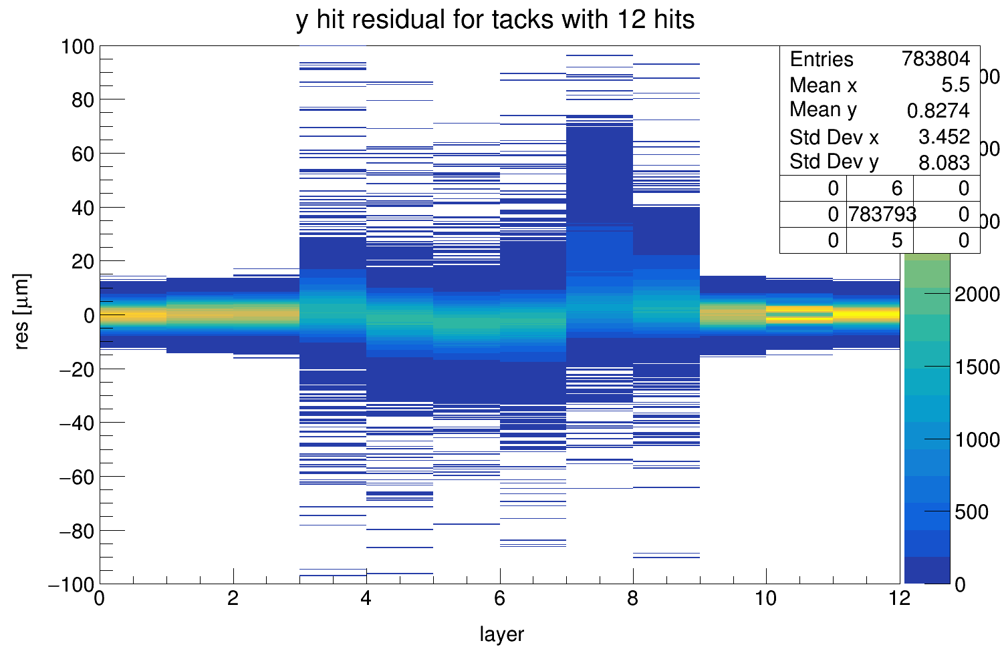 y hit residual for tacks with 12 hits
Entries 783804
Mean x 5.5
Mean y 0.8274
Std Dev x 3.452
Std Dev y 8.083
0 6 0
0 783793 0
0 5 0
res [μm]
100
80
60
40
20
0
−20
−40
−60
−80
−100
0 2 4 6 8 10 12
layer
2000
1500
1000
500
0